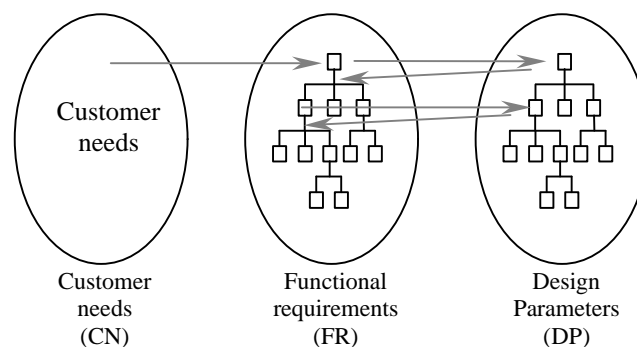 Customer
needs
Customer
needs
(CN)
Functional
requirements
(FR)
Design
Parameters
(DP)